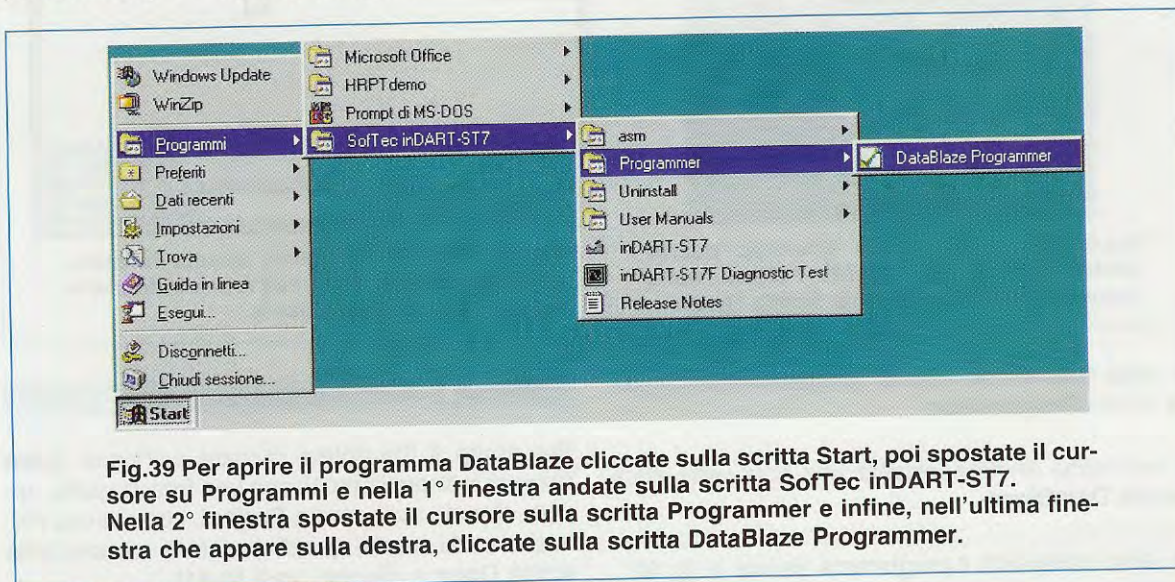 Windows Update
WinZip
Programmi
Preferiti
Dati recenti
Impostazioni
Trova
Guida in linea
Esegui...
Disconnetti...
Chiudi sessione...
Start
Microsoft Office
HRPTdemo
Prompt di MS-DOS
SofTec inDART-ST7
asm
Programmer
Uninstall
User Manuals
inDART-ST7
inDART-ST7F Diagnostic Test
Release Notes
DataBlaze Programmer
Fig.39 Per aprire il programma DataBlaze cliccate sulla scritta Start, poi spostate il cur-
sore su Programmi e nella 1° finestra andate sulla scritta SofTec inDART-ST7.
Nella 2° finestra spostate il cursore sulla scritta Programmer e infine, nell'ultima fine-
stra che appare sulla destra, cliccate sulla scritta DataBlaze Programmer.